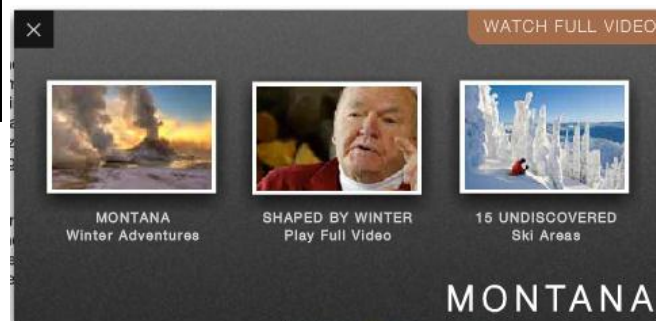 WATCH FULL VIDEO
MONTANA
Winter Adventures
SHAPED BY WINTER
Play Full Video
15 UNDISCOVERED
Ski Areas
MONTANA